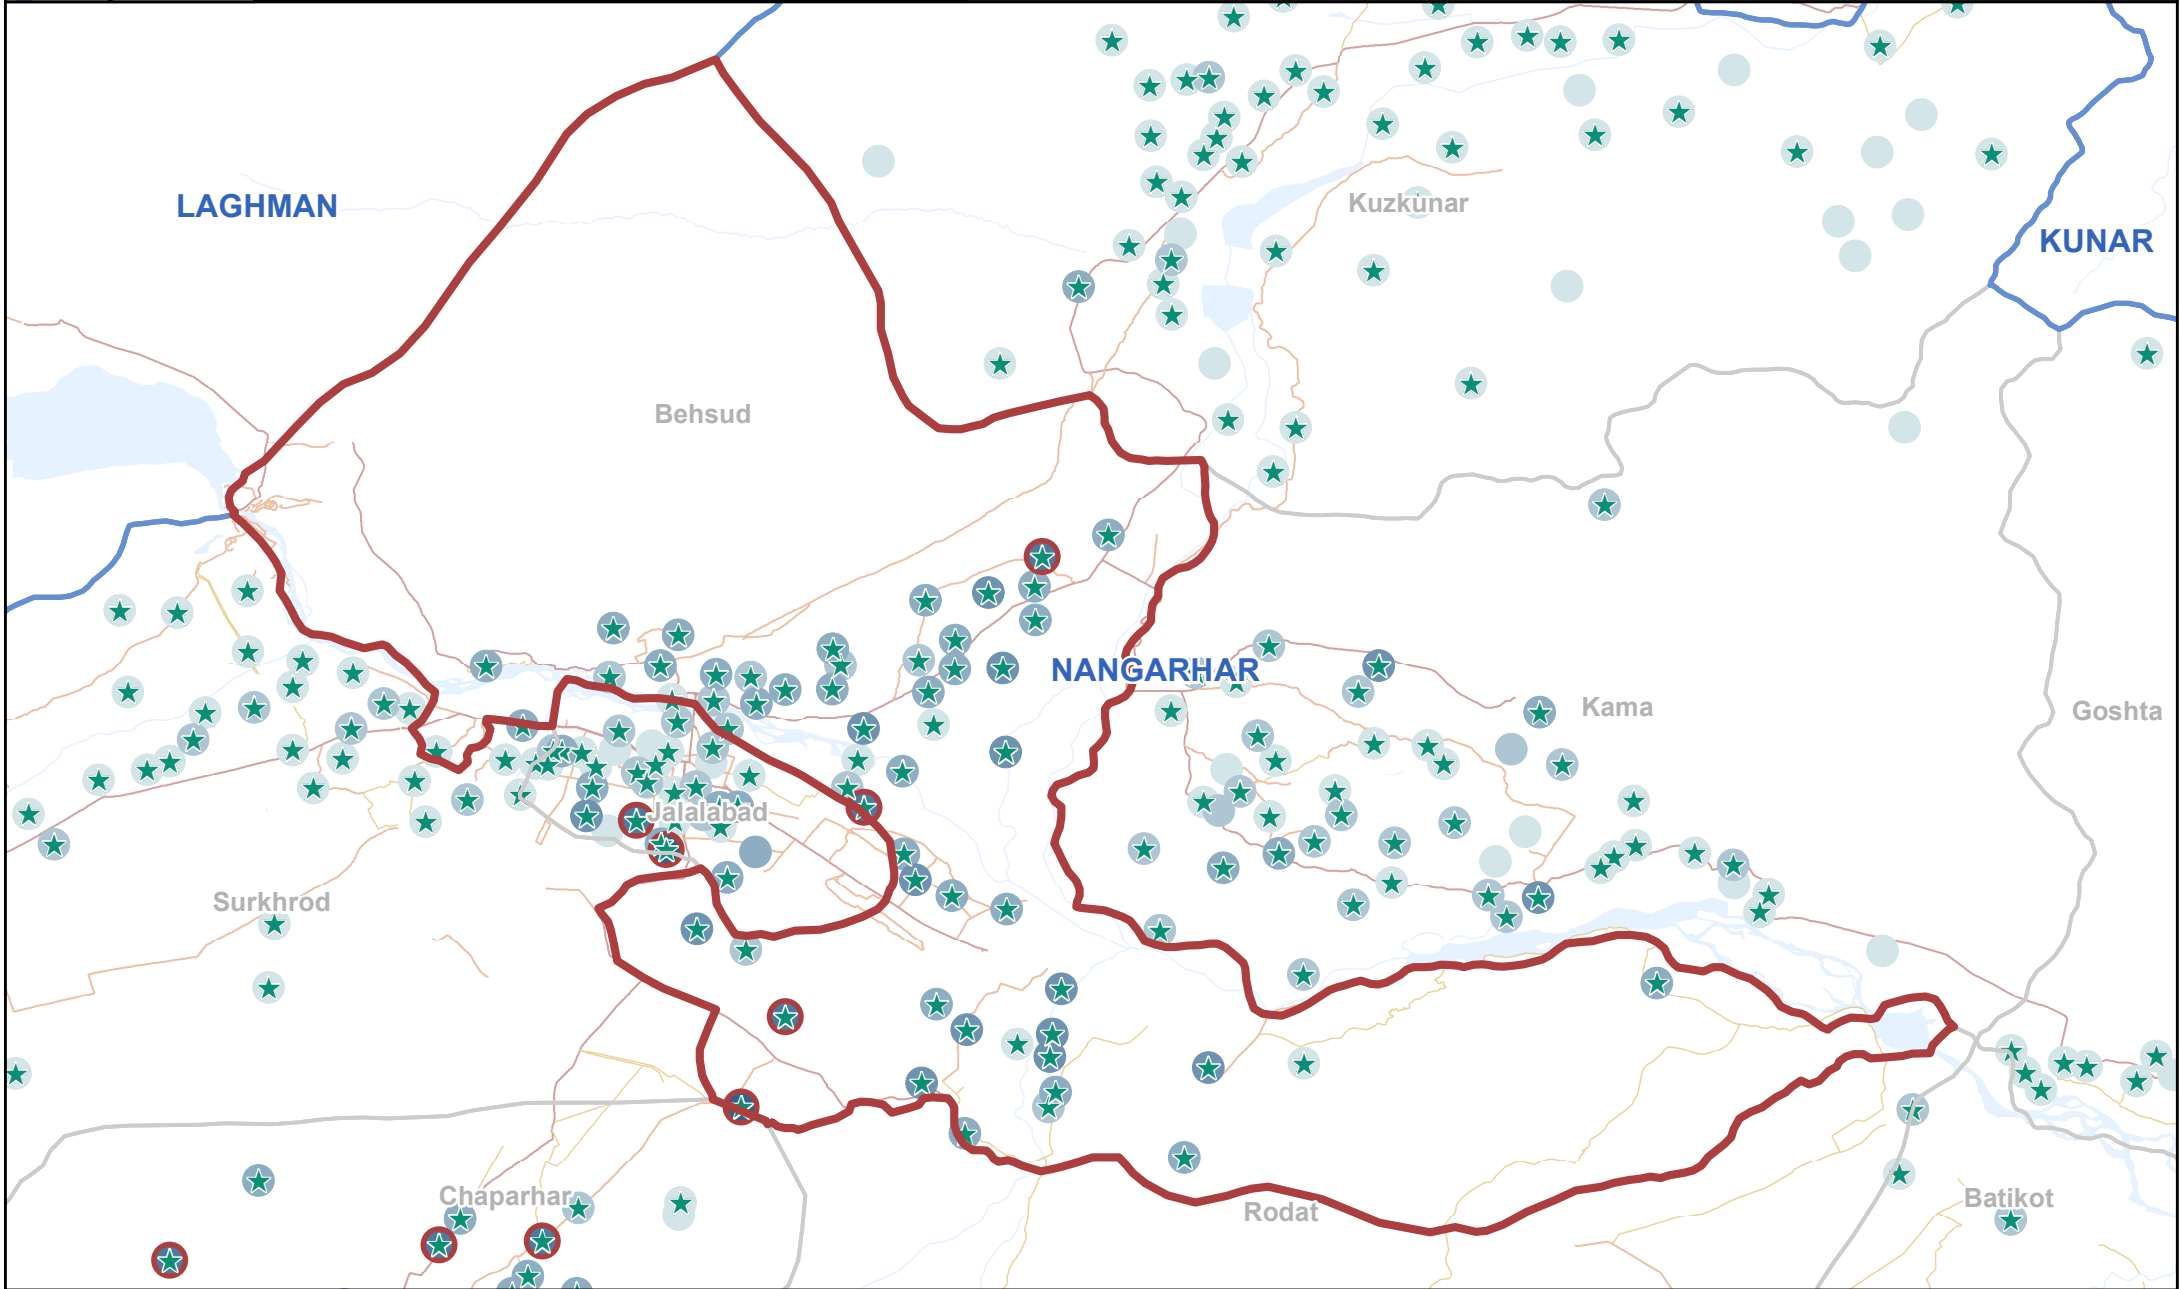 LAGHMAN
Kuzkunar
KUNAR
Behsud
NANGARHAR
Kama
Goshta
Jalalabad
Surkhrod
Chaparhar
Rodat
Batikot